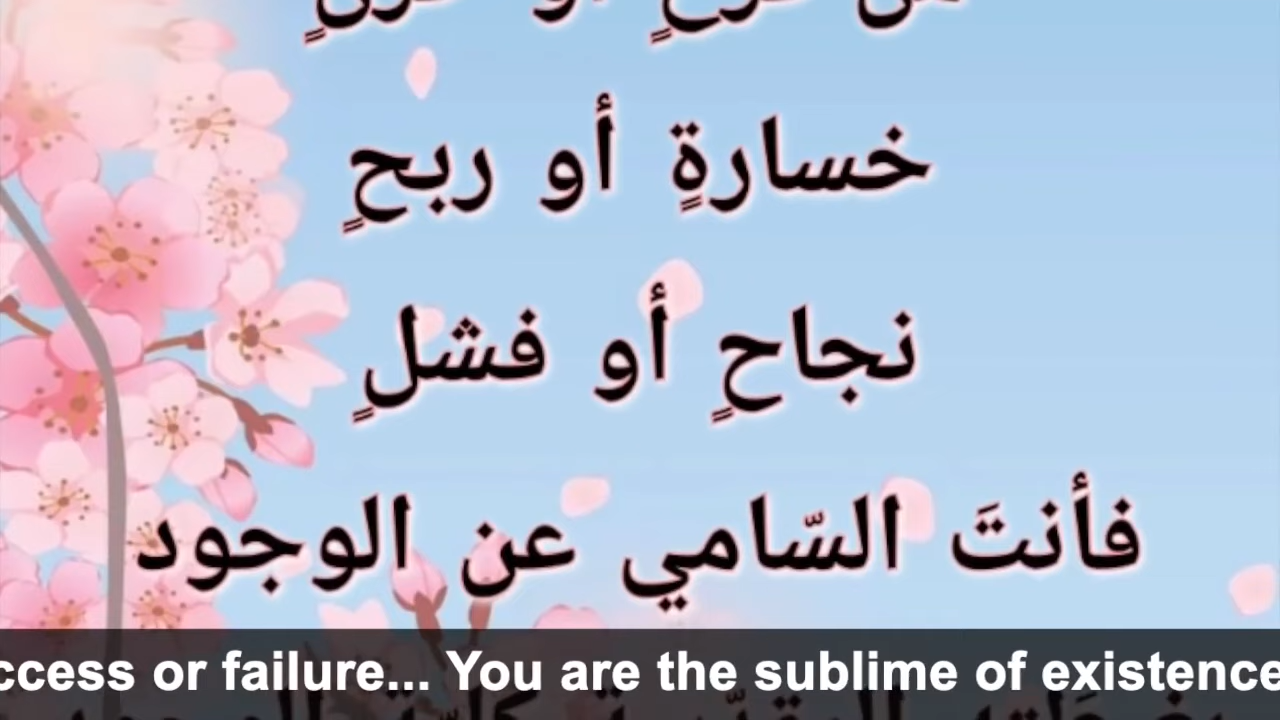 خسارةٍ أو ربحٍ
نجاحٍ أو فشلٍ
فأنتَ السّامي عن الوجود
ccess or failure... You are the sublime of existence